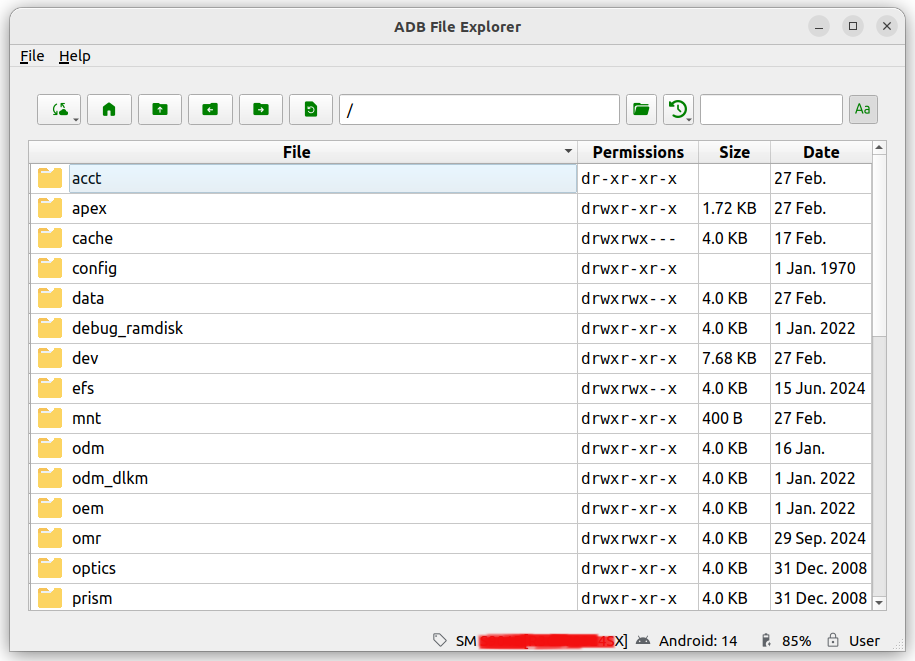 ADB File Explorer
File Help
/ Aa
File Permissions Size Date
acct dr-xr-xr-x 27 Feb.
apex drwxr-xr-x 1.72 KB 27 Feb.
cache drwxrwx--- 4.0 KB 17 Feb.
config drwxr-xr-x 1 Jan. 1970
data drwxrwx--x 4.0 KB 27 Feb.
debug_ramdisk drwxr-xr-x 4.0 KB 1 Jan. 2022
dev drwxr-xr-x 7.68 KB 27 Feb.
efs drwxrwx--x 4.0 KB 15 Jun. 2024
mnt drwxr-xr-x 400 B 27 Feb.
odm drwxr-xr-x 4.0 KB 16 Jan.
odm_dlkm drwxr-xr-x 4.0 KB 1 Jan. 2022
oem drwxr-xr-x 4.0 KB 1 Jan. 2022
omr drwxrwxr-x 4.0 KB 29 Sep. 2024
optics drwxr-xr-x 4.0 KB 31 Dec. 2008
prism drwxr-xr-x 4.0 KB 31 Dec. 2008
SM X] Android: 14 85% User